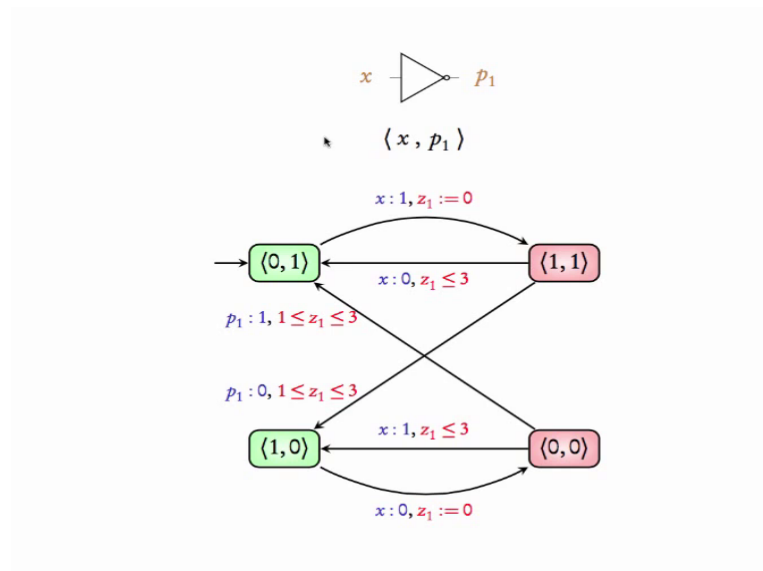 x p₁
⟨ x , p₁ ⟩
x : 1, z₁ := 0
⟨0, 1⟩ ⟨1, 1⟩
x : 0, z₁ ≤ 3
p₁ : 1, 1 ≤ z₁ ≤ 3
p₁ : 0, 1 ≤ z₁ ≤ 3
x : 1, z₁ ≤ 3
⟨1, 0⟩ ⟨0, 0⟩
x : 0, z₁ := 0